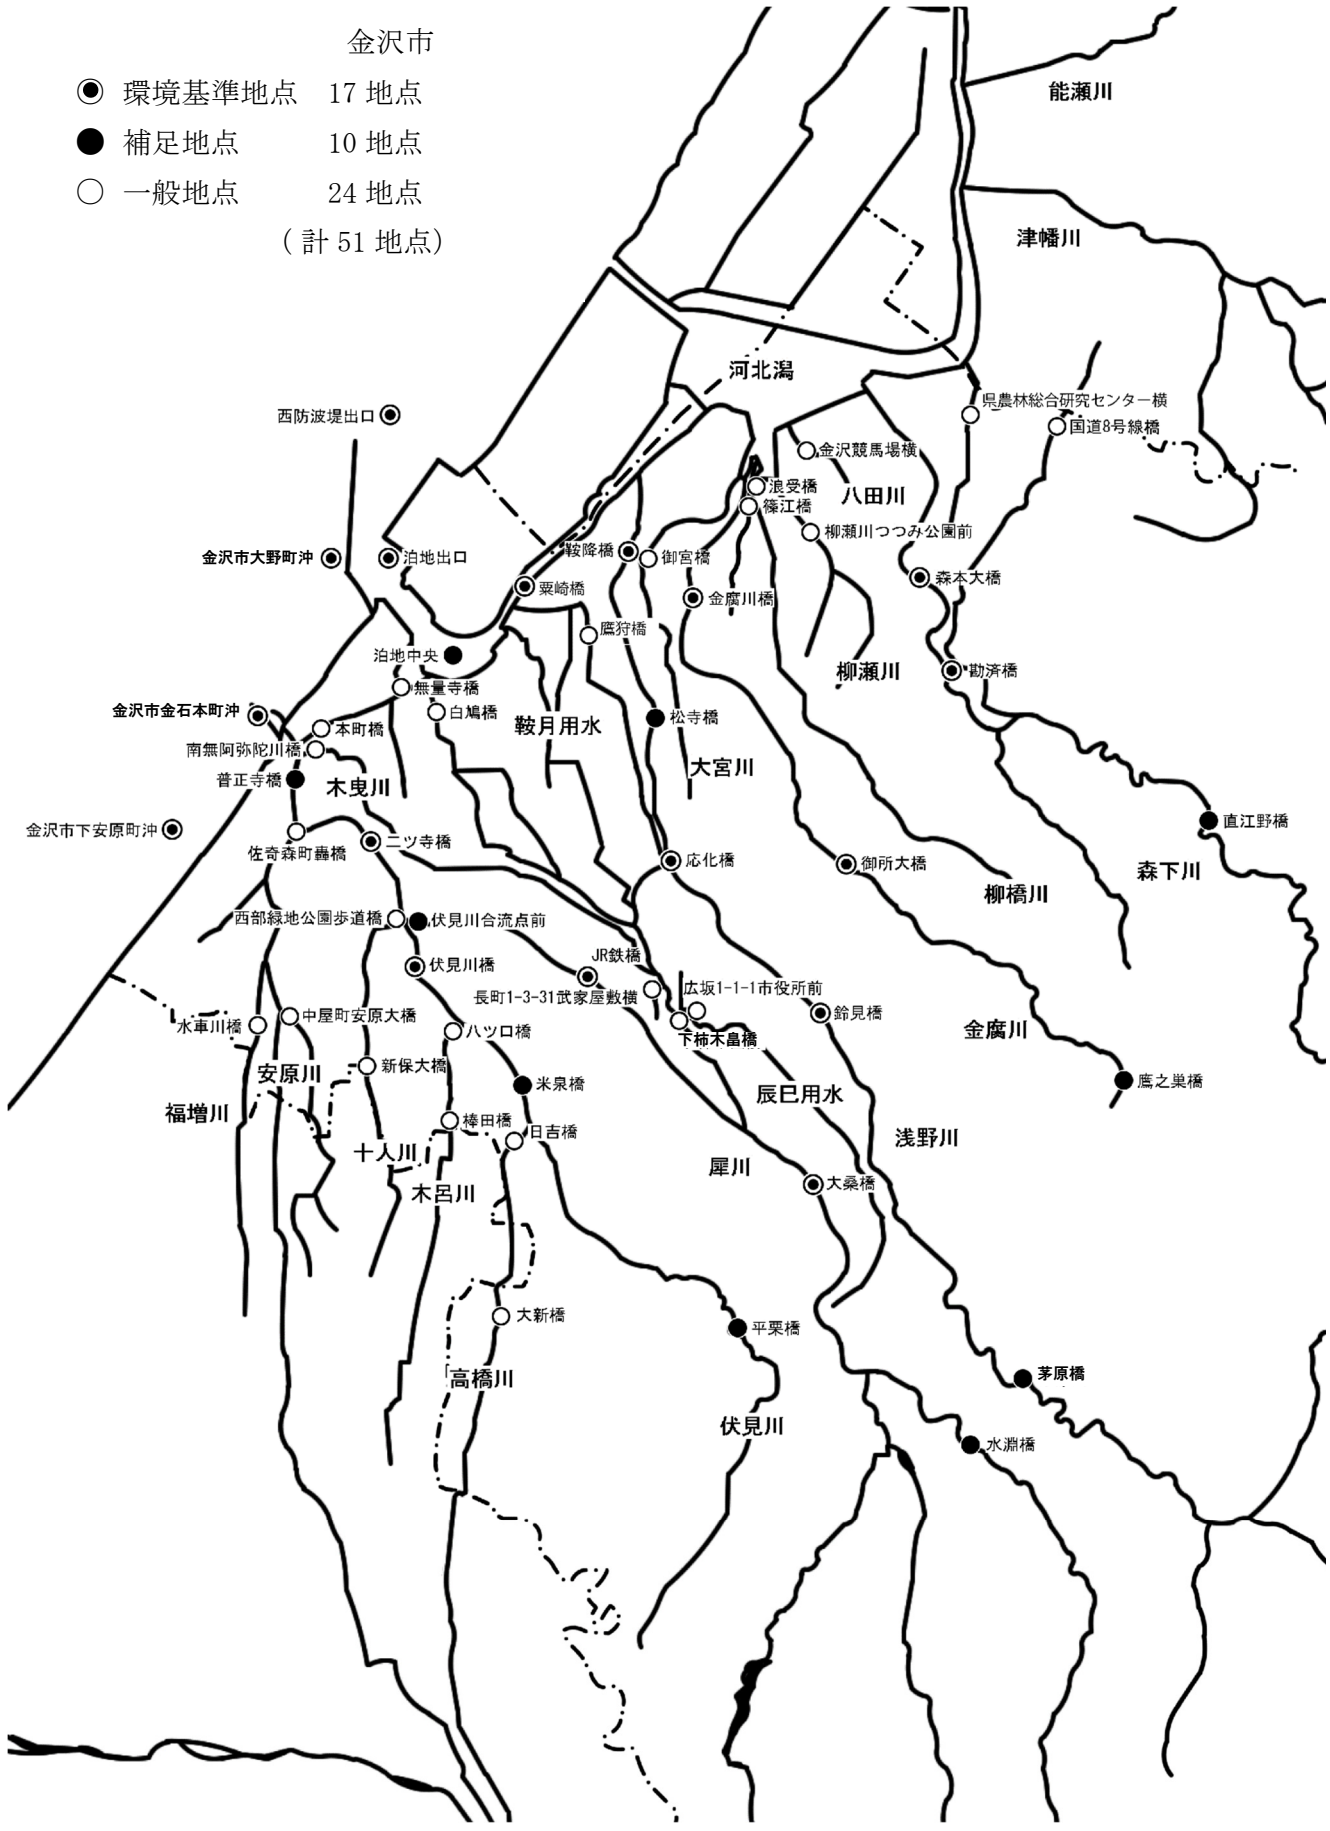 金沢市
◉ 環境基準地点 17 地点
● 補足地点 10 地点
○ 一般地点 24 地点
( 計 51 地点)
能瀬川
津幡川
河北潟
県農林総合研究センター横
西防波堤出口
国道8号線橋
金沢競馬場横
浪受橋
八田川
篠江橋
柳瀬川つつみ公園前
鞍降橋
金沢市大野町沖
泊地出口
御宮橋
森本大橋
粟崎橋
金腐川橋
鷹狩橋
泊地中央
柳瀬川
勘済橋
無量寺橋
金沢市金石本町沖
白鳩橋
松寺橋
本町橋
鞍月用水
南無阿弥陀川橋
大宮川
普正寺橋
木曳川
直江野橋
金沢市下安原町沖
二ツ寺橋
佐奇森町轟橋
応化橋
御所大橋
森下川
柳橋川
西部緑地公園歩道橋
伏見川合流点前
JR鉄橋
伏見川橋
長町1-3-31武家屋敷横
広坂1-1-1市役所前
中屋町安原大橋
鈴見橋
水車川橋
八ツ口橋
金腐川
下柿木畠橋
新保大橋
安原川
米泉橋
鷹之巣橋
辰巳用水
福増川
棒田橋
日吉橋
浅野川
十人川
犀川
大桑橋
木呂川
大新橋
平栗橋
高橋川
茅原橋
伏見川
水淵橋